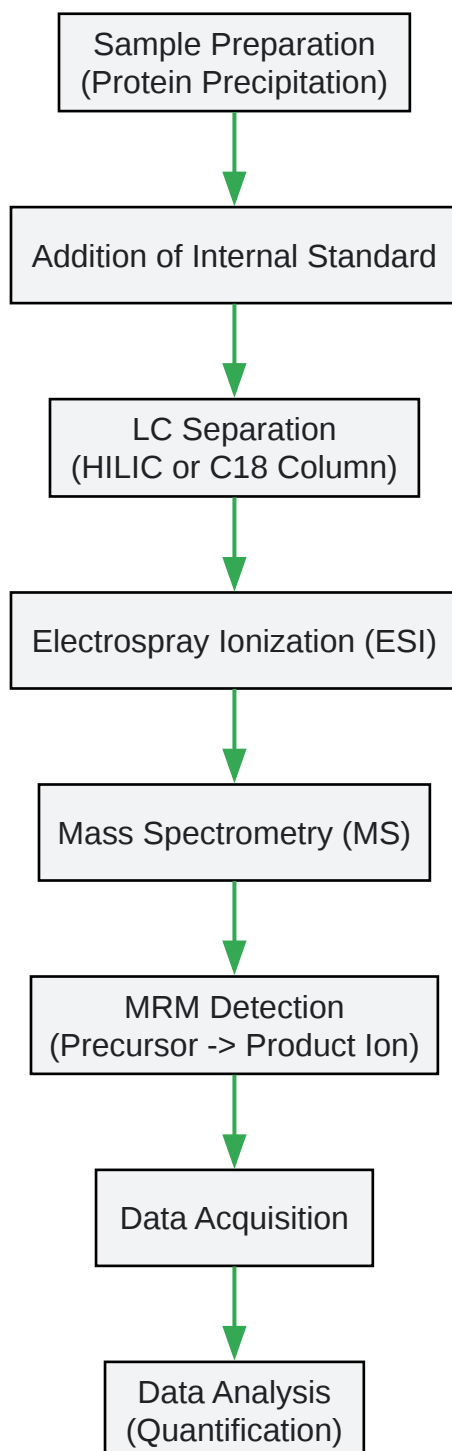 Sample Preparation
(Protein Precipitation)
Addition of Internal Standard
LC Separation
(HILIC or C18 Column)
Electrospray Ionization (ESI)
Mass Spectrometry (MS)
MRM Detection
(Precursor -> Product Ion)
Data Acquisition
Data Analysis
(Quantification)